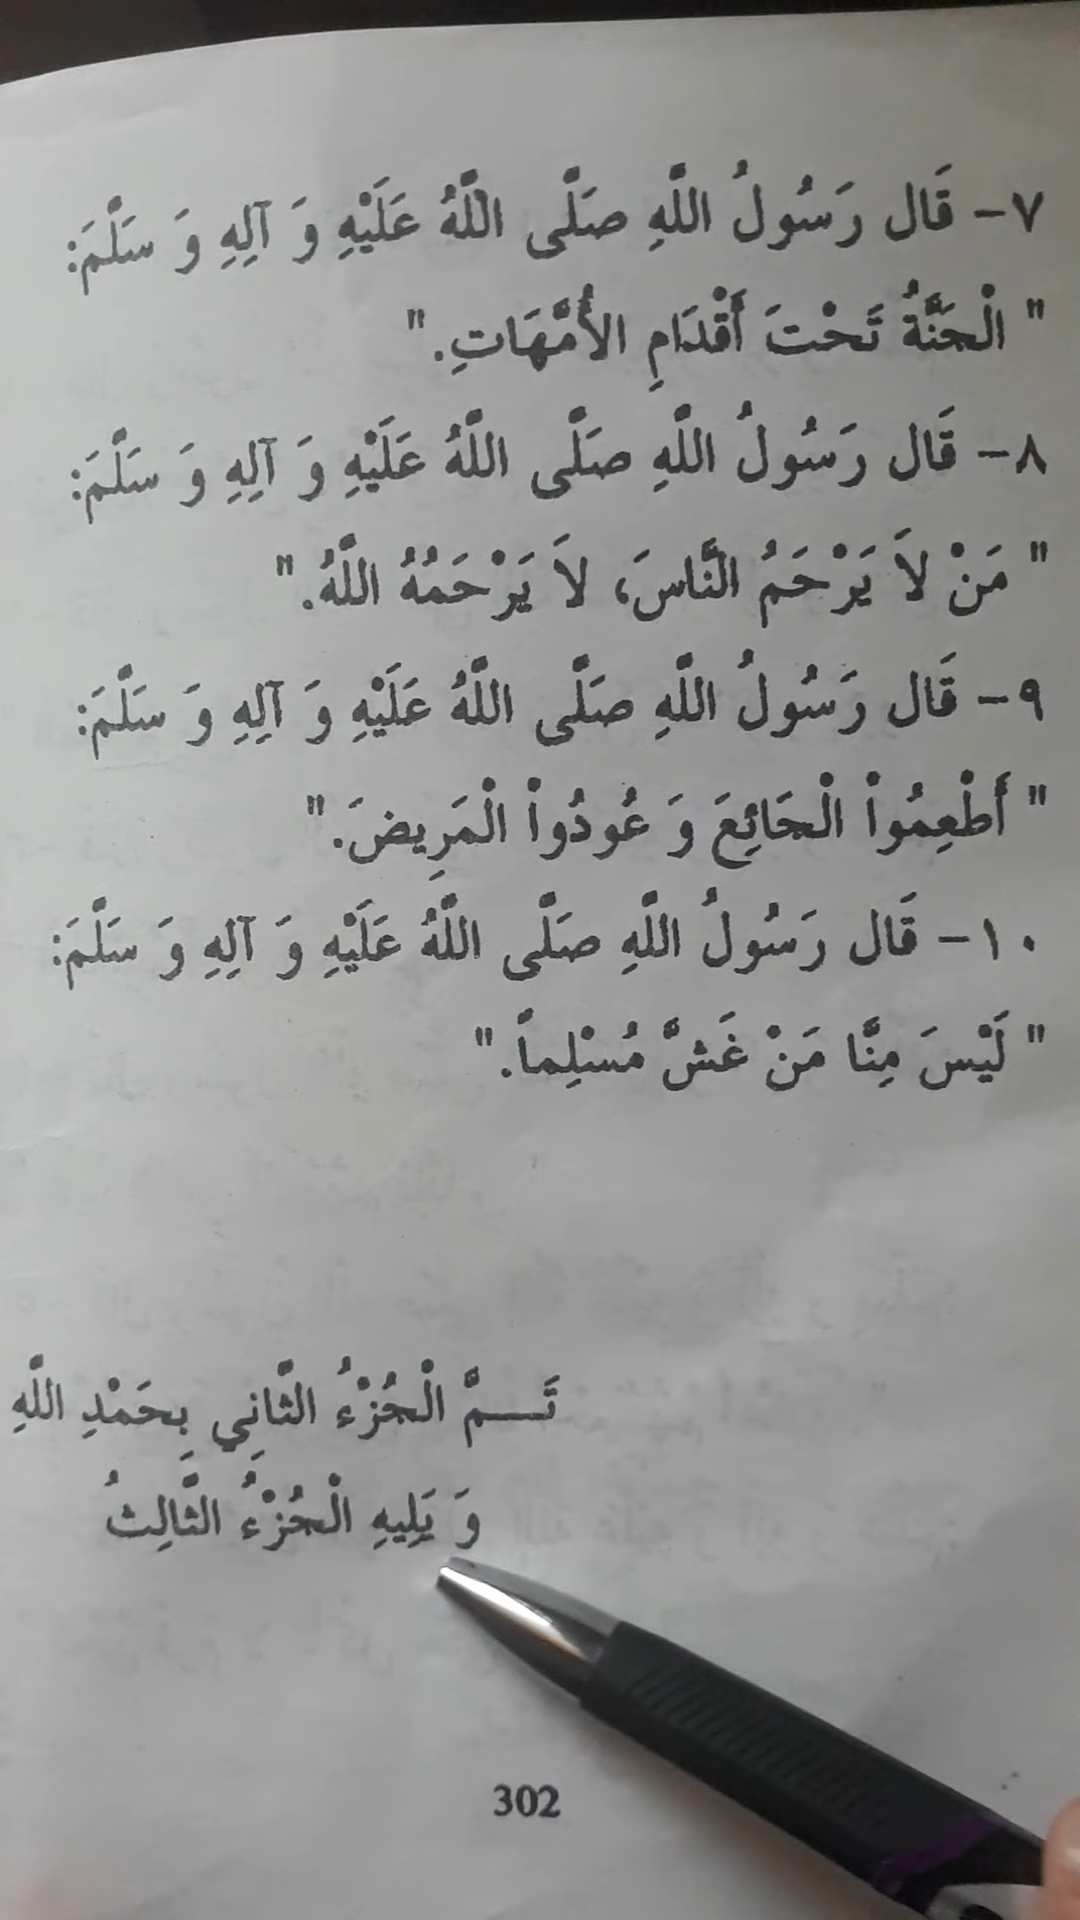 ٧- قَال رَسُولُ اللَّهِ صَلَّى اللَّهُ عَلَيْهِ وَ آلِهِ وَ سَلَّمَ:
" الْجَنَّةُ تَحْتَ أَقْدَامِ الأُمَّهَاتِ. "
٨- قَال رَسُولُ اللَّهِ صَلَّى اللَّهُ عَلَيْهِ وَ آلِهِ وَ سَلَّمَ:
" مَنْ لاَ يَرْحَمُ النَّاسَ، لاَ يَرْحَمُهُ اللَّهُ. "
٩- قَال رَسُولُ اللَّهِ صَلَّى اللَّهُ عَلَيْهِ وَ آلِهِ وَ سَلَّمَ:
" أَطْعِمُواْ الْجَائِعَ وَ عُودُواْ الْمَرِيضَ. "
١٠- قَال رَسُولُ اللَّهِ صَلَّى اللَّهُ عَلَيْهِ وَ آلِهِ وَ سَلَّمَ:
" لَيْسَ مِنَّا مَنْ غَشَّ مُسْلِماً. "
تَـــمَّ الْجُزْءُ الثَّانِي بِحَمْدِ اللَّهِ
وَ يَلِيهِ الْجُزْءُ الثَّالِثُ
302